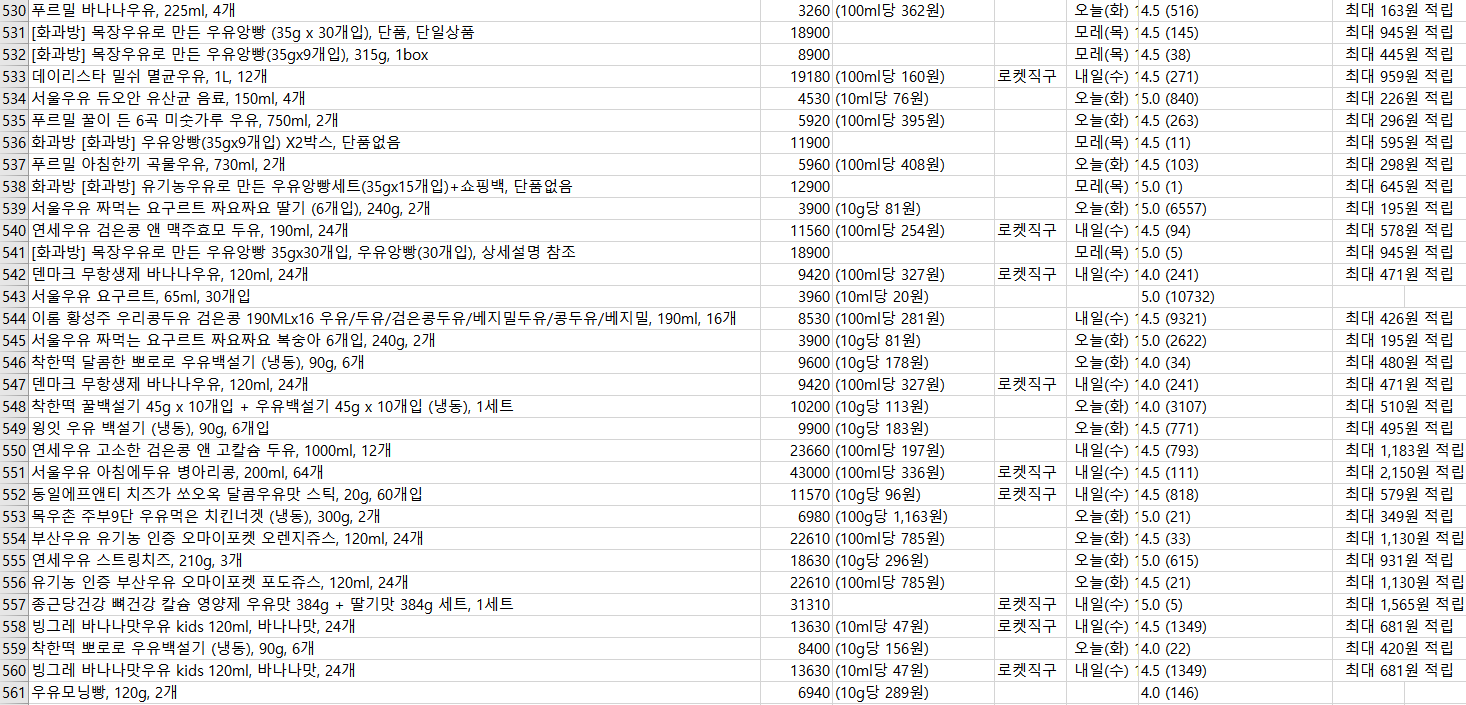 530 푸르밀 바나나우유, 225ml, 4개 3260 (100ml당 362원) 오늘(화) 4.5 (516) 최대 163원 적립
531 [화과방] 목장우유로 만든 우유앙빵 (35g x 30개입), 단품, 단일상품 18900 모레(목) 4.5 (145) 최대 945원 적립
532 [화과방] 목장우유로 만든 우유앙빵(35gx9개입), 315g, 1box 8900 모레(목) 4.5 (38) 최대 445원 적립
533 데이리스타 밀쉬 멸균우유, 1L, 12개 19180 (100ml당 160원) 로켓직구 내일(수) 4.5 (271) 최대 959원 적립
534 서울우유 듀오안 유산균 음료, 150ml, 4개 4530 (10ml당 76원) 오늘(화) 5.0 (840) 최대 226원 적립
535 푸르밀 꿀이 든 6곡 미숫가루 우유, 750ml, 2개 5920 (100ml당 395원) 오늘(화) 4.5 (263) 최대 296원 적립
536 화과방 [화과방] 우유앙빵(35gx9개입) X2박스, 단품없음 11900 모레(목) 4.5 (11) 최대 595원 적립
537 푸르밀 아침한끼 곡물우유, 730ml, 2개 5960 (100ml당 408원) 오늘(화) 4.5 (103) 최대 298원 적립
538 화과방 [화과방] 유기농우유로 만든 우유앙빵세트(35gx15개입)+쇼핑백, 단품없음 12900 모레(목) 5.0 (1) 최대 645원 적립
539 서울우유 짜먹는 요구르트 짜요짜요 딸기 (6개입), 240g, 2개 3900 (10g당 81원) 오늘(화) 5.0 (6557) 최대 195원 적립
540 연세우유 검은콩 앤 맥주효모 두유, 190ml, 24개 11560 (100ml당 254원) 로켓직구 내일(수) 4.5 (94) 최대 578원 적립
541 [화과방] 목장우유로 만든 우유앙빵 35gx30개입, 우유앙빵(30개입), 상세설명 참조 18900 모레(목) 5.0 (5) 최대 945원 적립
542 덴마크 무항생제 바나나우유, 120ml, 24개 9420 (100ml당 327원) 로켓직구 내일(수) 4.0 (241) 최대 471원 적립
543 서울우유 요구르트, 65ml, 30개입 3960 (10ml당 20원) 5.0 (10732)
544 이롬 황성주 우리콩두유 검은콩 190MLx16 우유/두유/검은콩두유/베지밀두유/콩두유/베지밀, 190ml, 16개 8530 (100ml당 281원) 내일(수) 4.5 (9321) 최대 426원 적립
545 서울우유 짜먹는 요구르트 짜요짜요 복숭아 6개입, 240g, 2개 3900 (10g당 81원) 오늘(화) 5.0 (2622) 최대 195원 적립
546 착한떡 달콤한 뽀로로 우유백설기 (냉동), 90g, 6개 9600 (10g당 178원) 오늘(화) 4.0 (34) 최대 480원 적립
547 덴마크 무항생제 바나나우유, 120ml, 24개 9420 (100ml당 327원) 로켓직구 내일(수) 4.0 (241) 최대 471원 적립
548 착한떡 꿀백설기 45g x 10개입 + 우유백설기 45g x 10개입 (냉동), 1세트 10200 (10g당 113원) 오늘(화) 4.0 (3107) 최대 510원 적립
549 윙잇 우유 백설기 (냉동), 90g, 6개입 9900 (10g당 183원) 오늘(화) 4.5 (771) 최대 495원 적립
550 연세우유 고소한 검은콩 앤 고칼슘 두유, 1000ml, 12개 23660 (100ml당 197원) 내일(수) 4.5 (793) 최대 1,183원 적립
551 서울우유 아침에두유 병아리콩, 200ml, 64개 43000 (100ml당 336원) 로켓직구 내일(수) 4.5 (111) 최대 2,150원 적립
552 동일에프앤티 치즈가 쏘오옥 달콤우유맛 스틱, 20g, 60개입 11570 (10g당 96원) 로켓직구 내일(수) 4.5 (818) 최대 579원 적립
553 목우촌 주부9단 우유먹은 치킨너겟 (냉동), 300g, 2개 6980 (100g당 1,163원) 오늘(화) 5.0 (21) 최대 349원 적립
554 부산우유 유기농 인증 오마이포켓 오렌지쥬스, 120ml, 24개 22610 (100ml당 785원) 오늘(화) 4.5 (33) 최대 1,130원 적립
555 연세우유 스트링치즈, 210g, 3개 18630 (10g당 296원) 오늘(화) 5.0 (615) 최대 931원 적립
556 유기농 인증 부산우유 오마이포켓 포도쥬스, 120ml, 24개 22610 (100ml당 785원) 오늘(화) 4.5 (21) 최대 1,130원 적립
557 종근당건강 뼈건강 칼슘 영양제 우유맛 384g + 딸기맛 384g 세트, 1세트 31310 로켓직구 내일(수) 5.0 (5) 최대 1,565원 적립
558 빙그레 바나나맛우유 kids 120ml, 바나나맛, 24개 13630 (10ml당 47원) 로켓직구 내일(수) 4.5 (1349) 최대 681원 적립
559 착한떡 뽀로로 우유백설기 (냉동), 90g, 6개 8400 (10g당 156원) 오늘(화) 4.0 (22) 최대 420원 적립
560 빙그레 바나나맛우유 kids 120ml, 바나나맛, 24개 13630 (10ml당 47원) 로켓직구 내일(수) 4.5 (1349) 최대 681원 적립
561 우유모닝빵, 120g, 2개 6940 (10g당 289원) 4.0 (146)